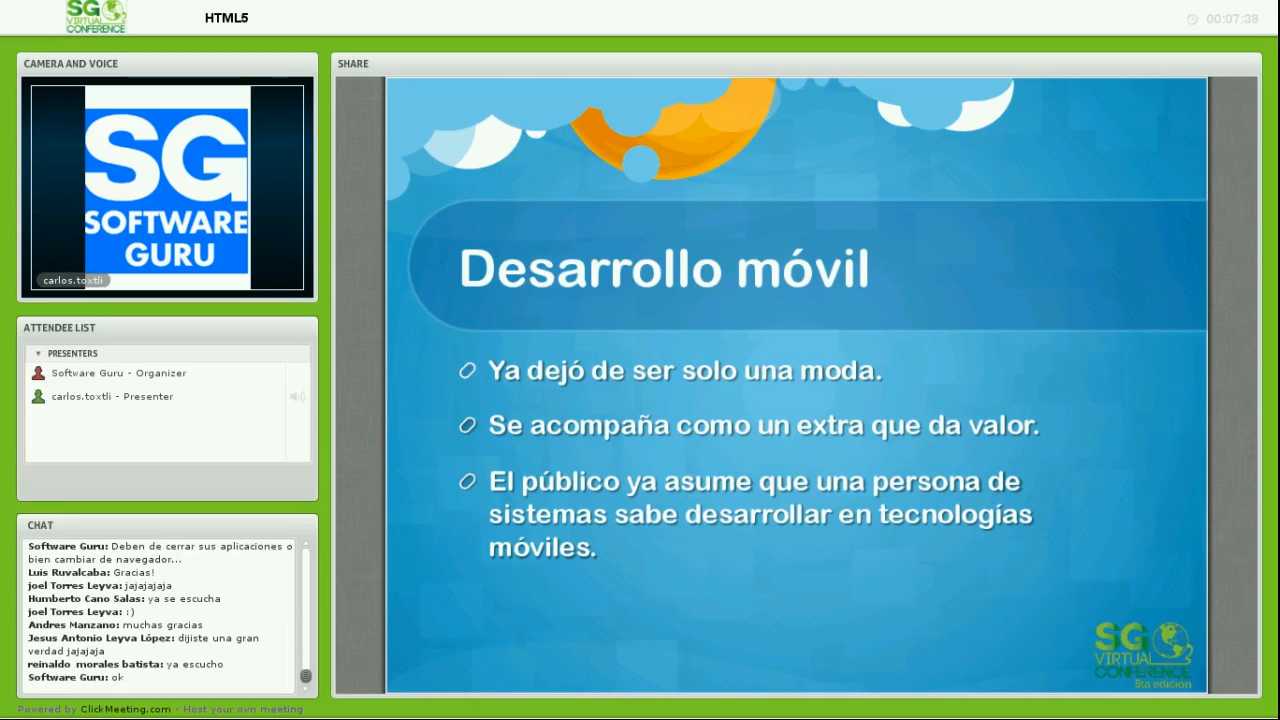 SG
VIRTUAL
CONFERENCE
HTML5
00:07:38
CAMERA AND VOICE
SG
SOFTWARE
GURU
carlos.toxtli
ATTENDEE LIST
PRESENTERS
Software Guru - Organizer
carlos.toxtli - Presenter
CHAT
Software Guru: Deben de cerrar sus aplicaciones o
bien cambiar de navegador...
Luis Ruvalcaba: Gracias!
joel Torres Leyva: jajajajaja
Humberto Cano Salas: ya se escucha
joel Torres Leyva: :)
Andres Manzano: muchas gracias
Jesus Antonio Leyva López: dijiste una gran
verdad jajajaja
reinaldo morales batista: ya escucho
Software Guru: ok
Powered by ClickMeeting.com - Host your own meeting
SHARE
Desarrollo móvil
Ya dejó de ser solo una moda.
Se acompaña como un extra que da valor.
El público ya asume que una persona de
sistemas sabe desarrollar en tecnologías
móviles.
SG
VIRTUAL
CONFERENCE
5ta edición